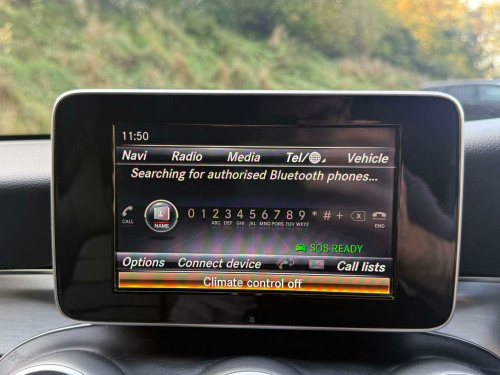 11:50
Navi Radio Media Tel/ Vehicle
Searching for authorised Bluetooth phones...
CALL NAME 0 1 2 3 4 5 6 7 8 9 * # + END
ABC DEF GHI JKL MNO PQRS TUV WXYZ
SOS READY
Options Connect device Call lists
Climate control off